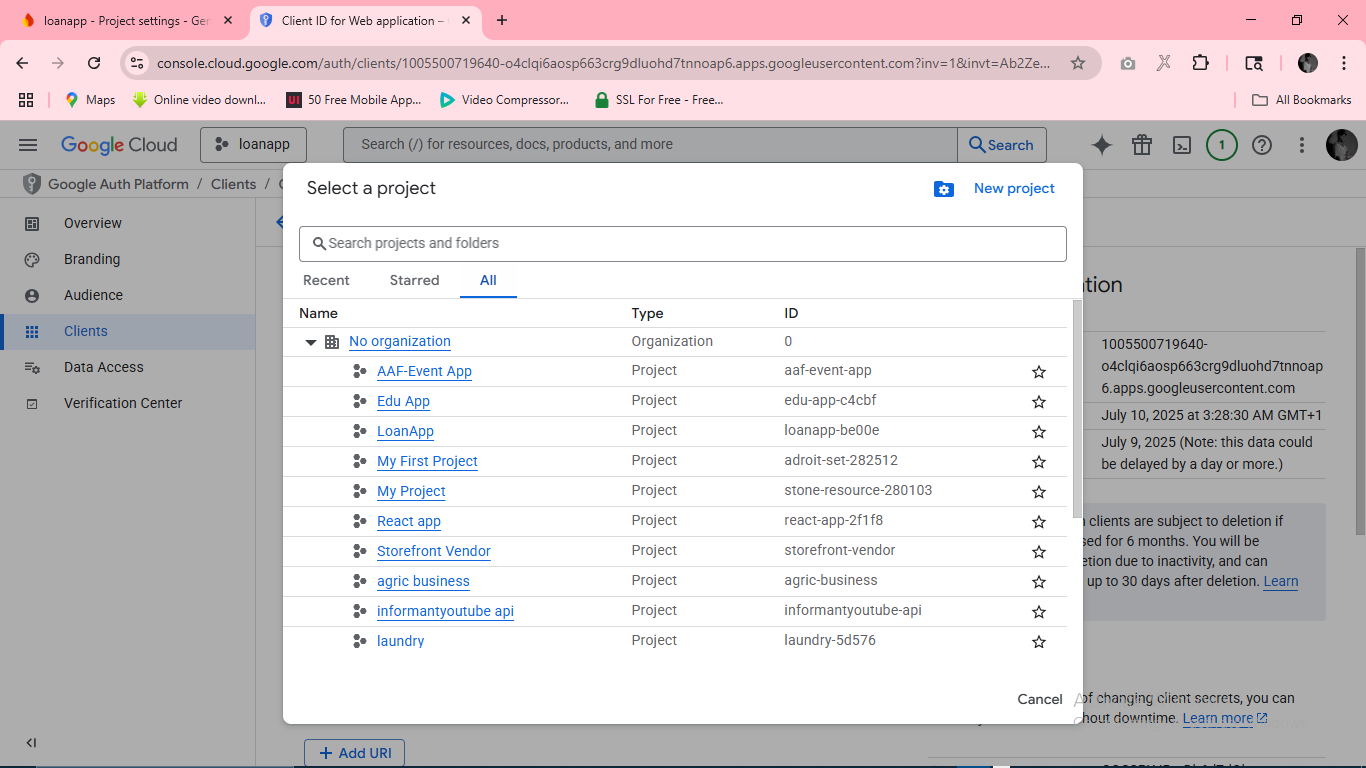 loanapp - Project settings - Ger
Client ID for Web application –
console.cloud.google.com/auth/clients/1005500719640-o4clqi6aosp663crg9dluohd7tnnoap6.apps.googleusercontent.com?inv=1&invt=Ab2Ze...
Maps
Online video downl...
UI
50 Free Mobile App...
Video Compressor...
SSL For Free - Free...
All Bookmarks
Google Cloud
loanapp
Search (/) for resources, docs, products, and more
Search
1
Google Auth Platform / Clients /
Overview
Branding
Audience
Clients
Data Access
Verification Center
Select a project
New project
Search projects and folders
Recent Starred All
Name Type ID
No organization Organization 0
AAF-Event App Project aaf-event-app
Edu App Project edu-app-c4cbf
LoanApp Project loanapp-be00e
My First Project Project adroit-set-282512
My Project Project stone-resource-280103
React app Project react-app-2f1f8
Storefront Vendor Project storefront-vendor
agric business Project agric-business
informantyoutube api Project informantyoutube-api
laundry Project laundry-5d576
Cancel
ation
1005500719640-
o4clqi6aosp663crg9dluohd7tnnoap
6.apps.googleusercontent.com
July 10, 2025 at 3:28:30 AM GMT+1
July 9, 2025 (Note: this data could
be delayed by a day or more.)
clients are subject to deletion if
sed for 6 months. You will be
etion due to inactivity, and can
up to 30 days after deletion. Learn
of changing client secrets, you can
hout downtime. Learn more
Add URI